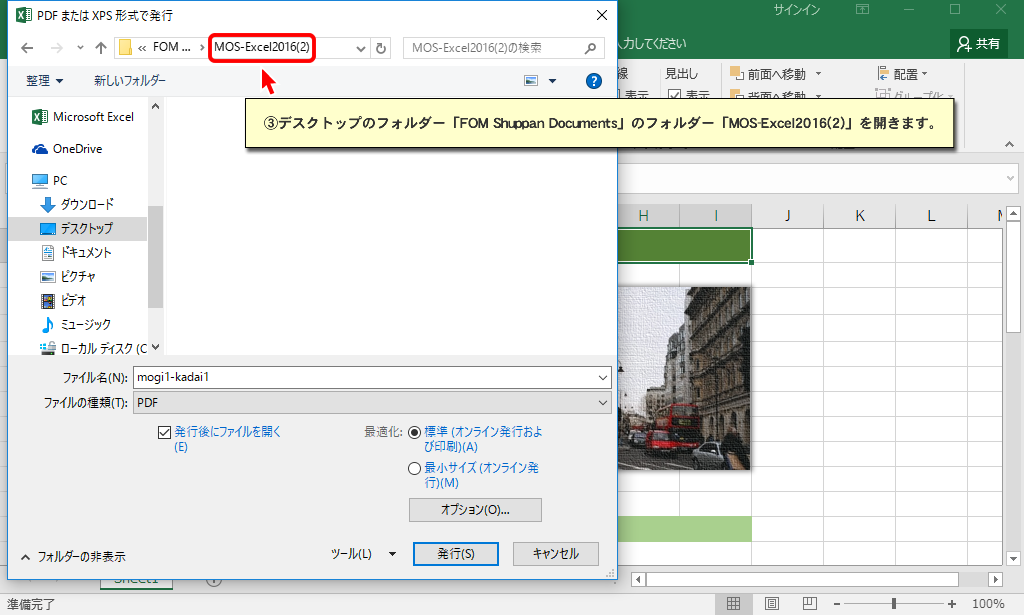 PDF または XPS 形式で発行
サインイン
« FOM ... › MOS-Excel2016(2)
MOS-Excel2016(2)の検索
入力してください
共有
整理
新しいフォルダー
線
見出し
前面へ移動
配置
表示
表示
背面へ移動
グループ化
③デスクトップのフォルダー「FOM Shuppan Documents」のフォルダー「MOS-Excel2016(2)」を開きます。
Microsoft Excel
OneDrive
PC
ダウンロード
デスクトップ
ドキュメント
ピクチャ
ビデオ
ミュージック
ローカル ディスク (C
H I J K L
ファイル名(N): mogi1-kadai1
ファイルの種類(T): PDF
発行後にファイルを開く
(E)
最適化:
標準 (オンライン発行およ
び印刷)(A)
最小サイズ (オンライン発
行)(M)
オプション(O)...
フォルダーの非表示
ツール(L)
発行(S)
キャンセル
Sheet1
準備完了
100%